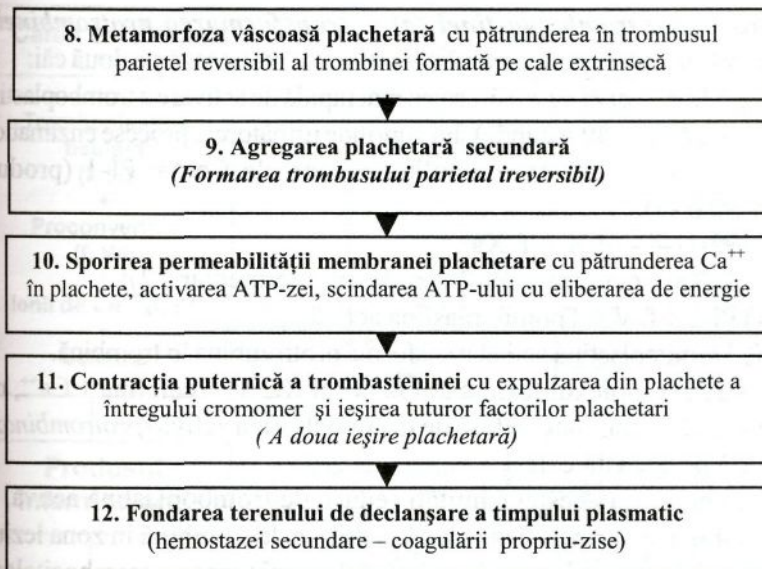 8. Metamorfoza vâscoasă plachetară cu pătrunderea în trombusul
parietel reversibil al trombinei formată pe cale extrinsecă
9. Agregarea plachetară secundară
(Formarea trombusului parietal ireversibil)
10. Sporirea permeabilității membranei plachetare cu pătrunderea Ca++
în plachete, activarea ATP-zei, scindarea ATP-ului cu eliberarea de energie
11. Contracția puternică a trombasteninei cu expulzarea din plachete a
întregului cromomer și ieșirea tuturor factorilor plachetari
( A doua ieșire plachetară)
12. Fondarea terenului de declanşare a timpului plasmatic
(hemostazei secundare – coagulării propriu-zise)